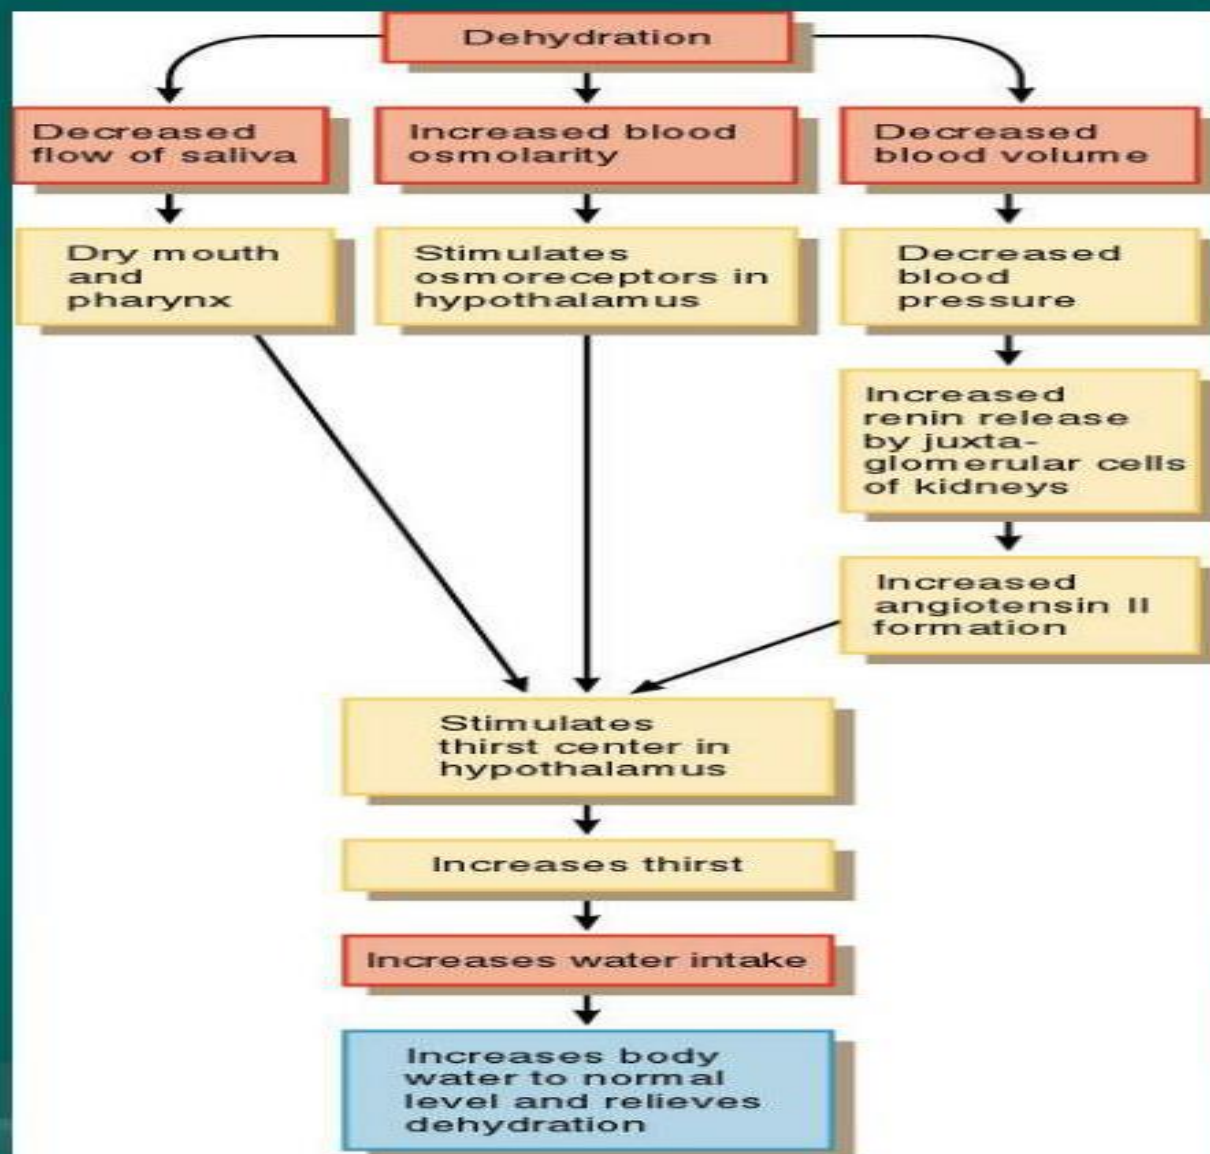 Dehydration
Decreased
flow of saliva
Increased blood
osmolarity
Decreased
blood volume
Dry mouth
and
pharynx
Stimulates
osmoreceptors in
hypothalamus
Decreased
blood
pressure
Increased
renin release
by juxta-
glomerular cells
of kidneys
Increased
angiotensin II
formation
Stimulates
thirst center in
hypothalamus
Increases thirst
Increases water intake
Increases body
water to normal
level and relieves
dehydration